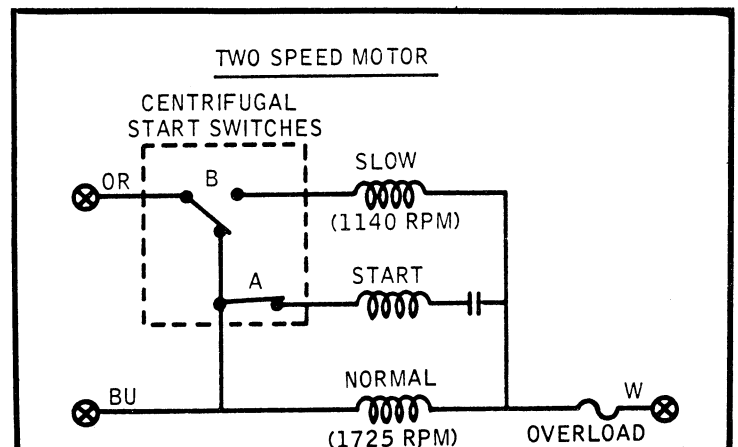 TWO SPEED MOTOR
CENTRIFUGAL
START SWITCHES
OR
B
SLOW
(1140 RPM)
A
START
BU
NORMAL
(1725 RPM)
W
OVERLOAD